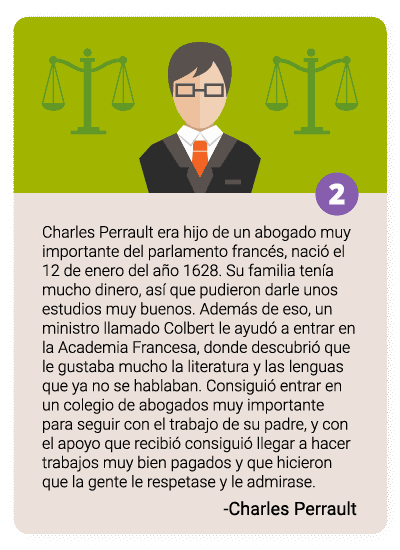 2
Charles Perrault era hijo de un abogado muy
importante del parlamento francés, nació el
12 de enero del año 1628. Su familia tenía
mucho dinero, así que pudieron darle unos
estudios muy buenos. Además de eso, un
ministro llamado Colbert le ayudó a entrar en
la Academia Francesa, donde descubrió que
le gustaba mucho la literatura y las lenguas
que ya no se hablaban. Consiguió entrar en
un colegio de abogados muy importante
para seguir con el trabajo de su padre, y con
el apoyo que recibió consiguió llegar a hacer
trabajos muy bien pagados y que hicieron
que la gente le respetase y le admirase.
-Charles Perrault